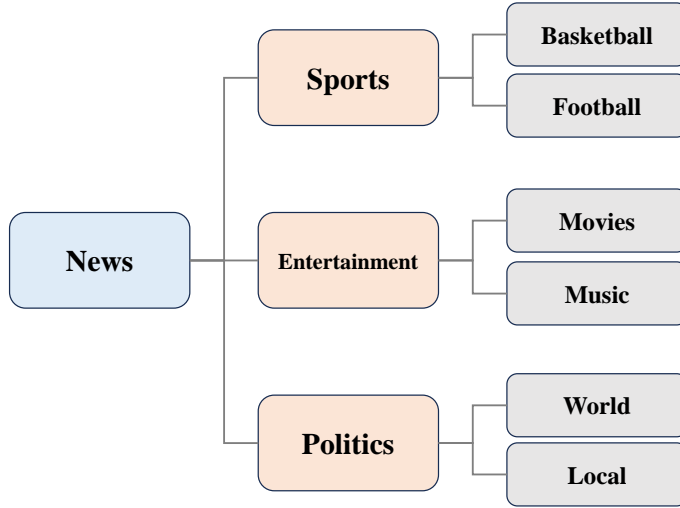 News
Sports
Basketball
Football
Entertainment
Movies
Music
Politics
World
Local